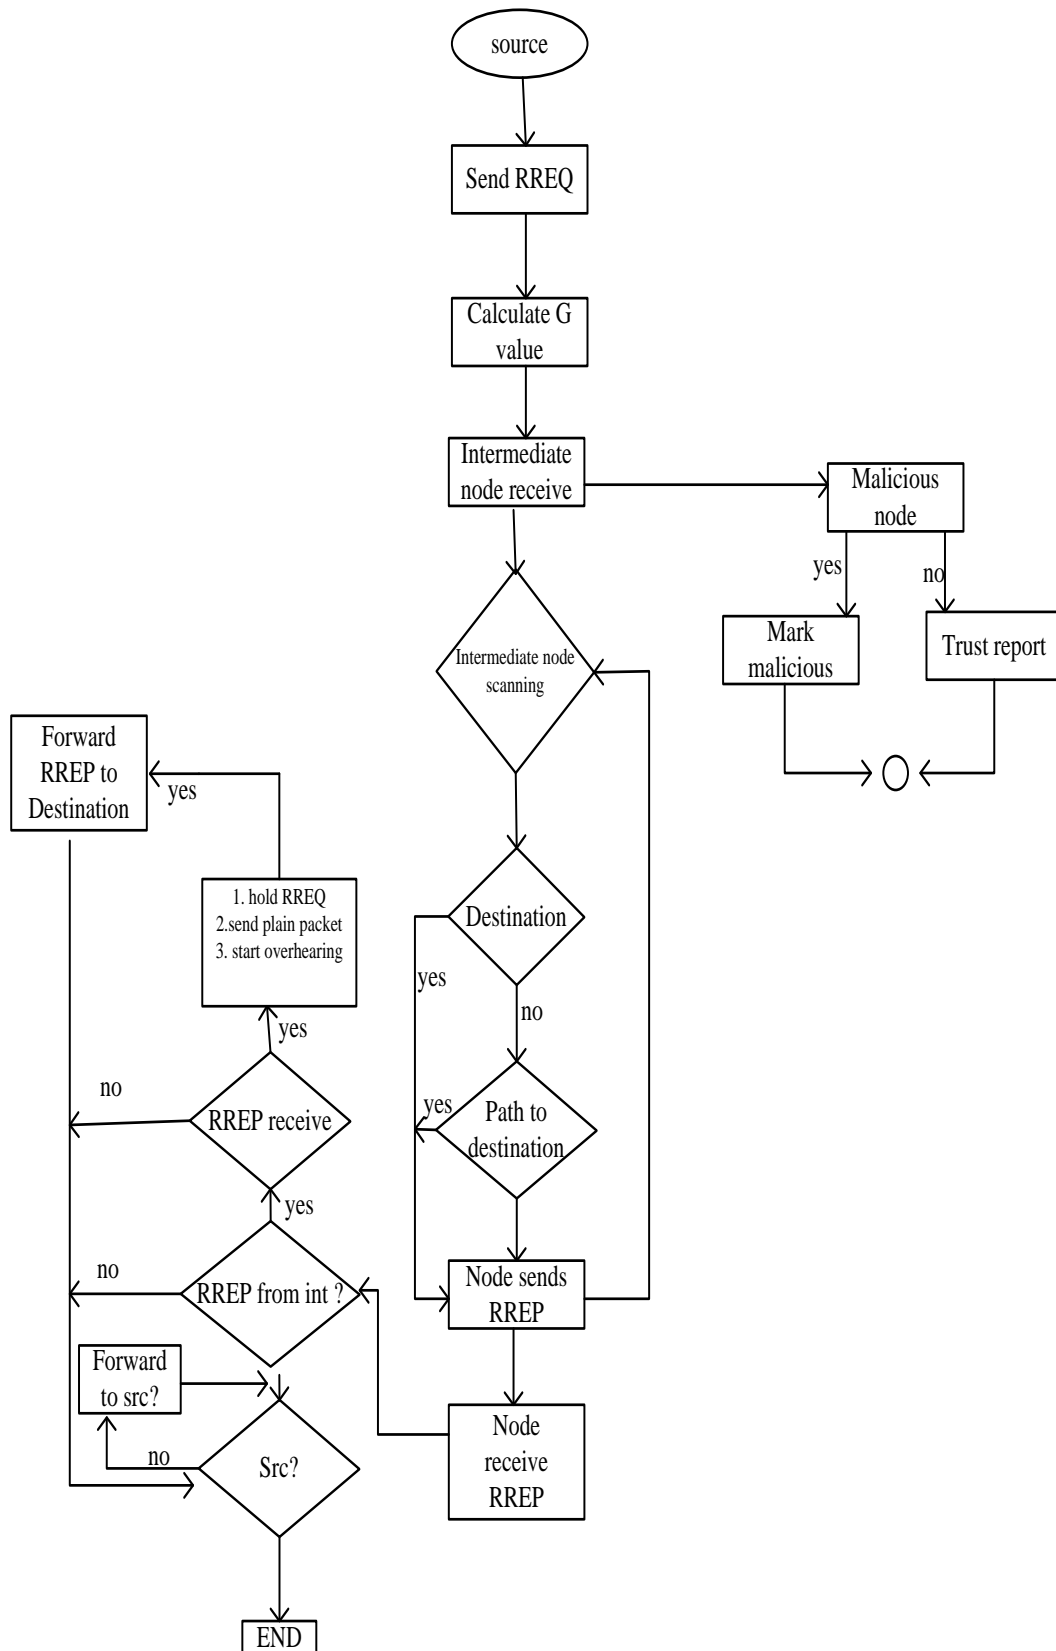 source
Send RREQ
Calculate G
value
Intermediate
node receive
Malicious
node
yes
no
Mark
malicious
Trust report
Intermediate node
scanning
Forward
RREP to
Destination
yes
1. hold RREQ
2.send plain packet
3. start overhearing
Destination
yes
no
yes
RREP receive
no
Path to
destination
yes
yes
RREP from int ?
no
Node sends
RREP
Forward
to src?
Node
receive
RREP
no
Src?
END